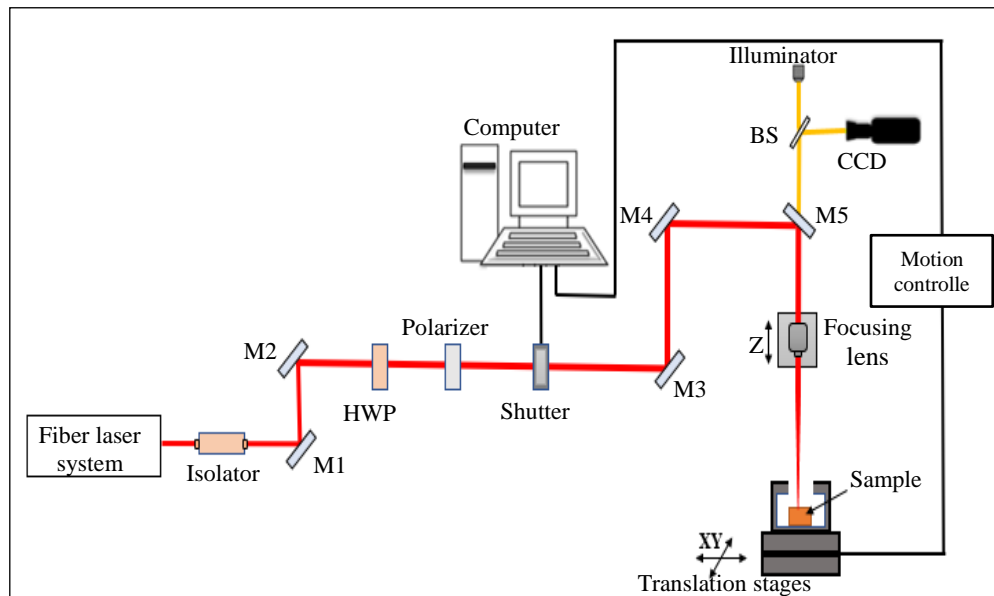 Illuminator
Computer
BS
CCD
M4
M5
Motion
controlle
Polarizer
Focusing
lens
Z
M2
M3
HWP
Shutter
Fiber laser
system
M1
Isolator
Sample
XY
Translation stages